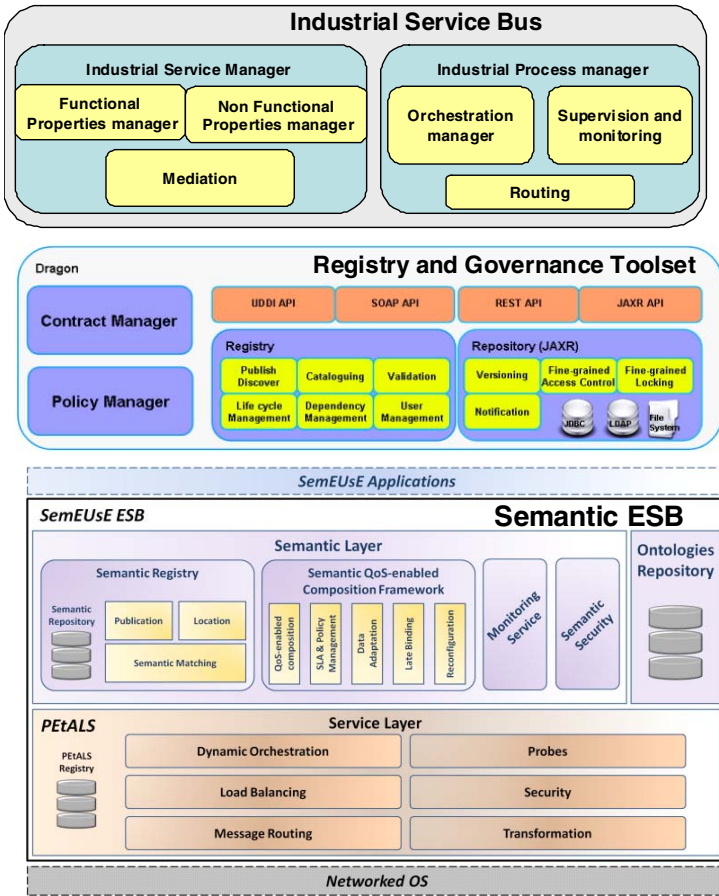 Industrial Service Bus
Industrial Service Manager
Functional
Properties manager
Non Functional
Properties manager
Mediation
Industrial Process manager
Orchestration
manager
Supervision and
monitoring
Routing
Dragon
Registry and Governance Toolset
Contract Manager
Policy Manager
UDDI API
SOAP API
REST API
JAXR API
Registry
Publish
Discover
Cataloguing
Validation
Life cycle
Management
Dependency
Management
User
Management
Repository (JAXR)
Versioning
Fine-grained
Access Control
Fine-grained
Locking
Notification
JDBC
LDAP
File
System
SemEUsE Applications
SemEUsE ESB
Semantic ESB
Semantic Layer
Semantic Registry
Semantic
Repository
Publication
Location
Semantic Matching
Semantic QoS-enabled
Composition Framework
QoS-enabled
composition
SLA & Policy
Management
Data
Adaptation
Late Binding
Reconfiguration
Monitoring
Service
Semantic
Security
Ontologies
Repository
PEtALS
Service Layer
PEtALS
Registry
Dynamic Orchestration
Probes
Load Balancing
Security
Message Routing
Transformation
Networked OS